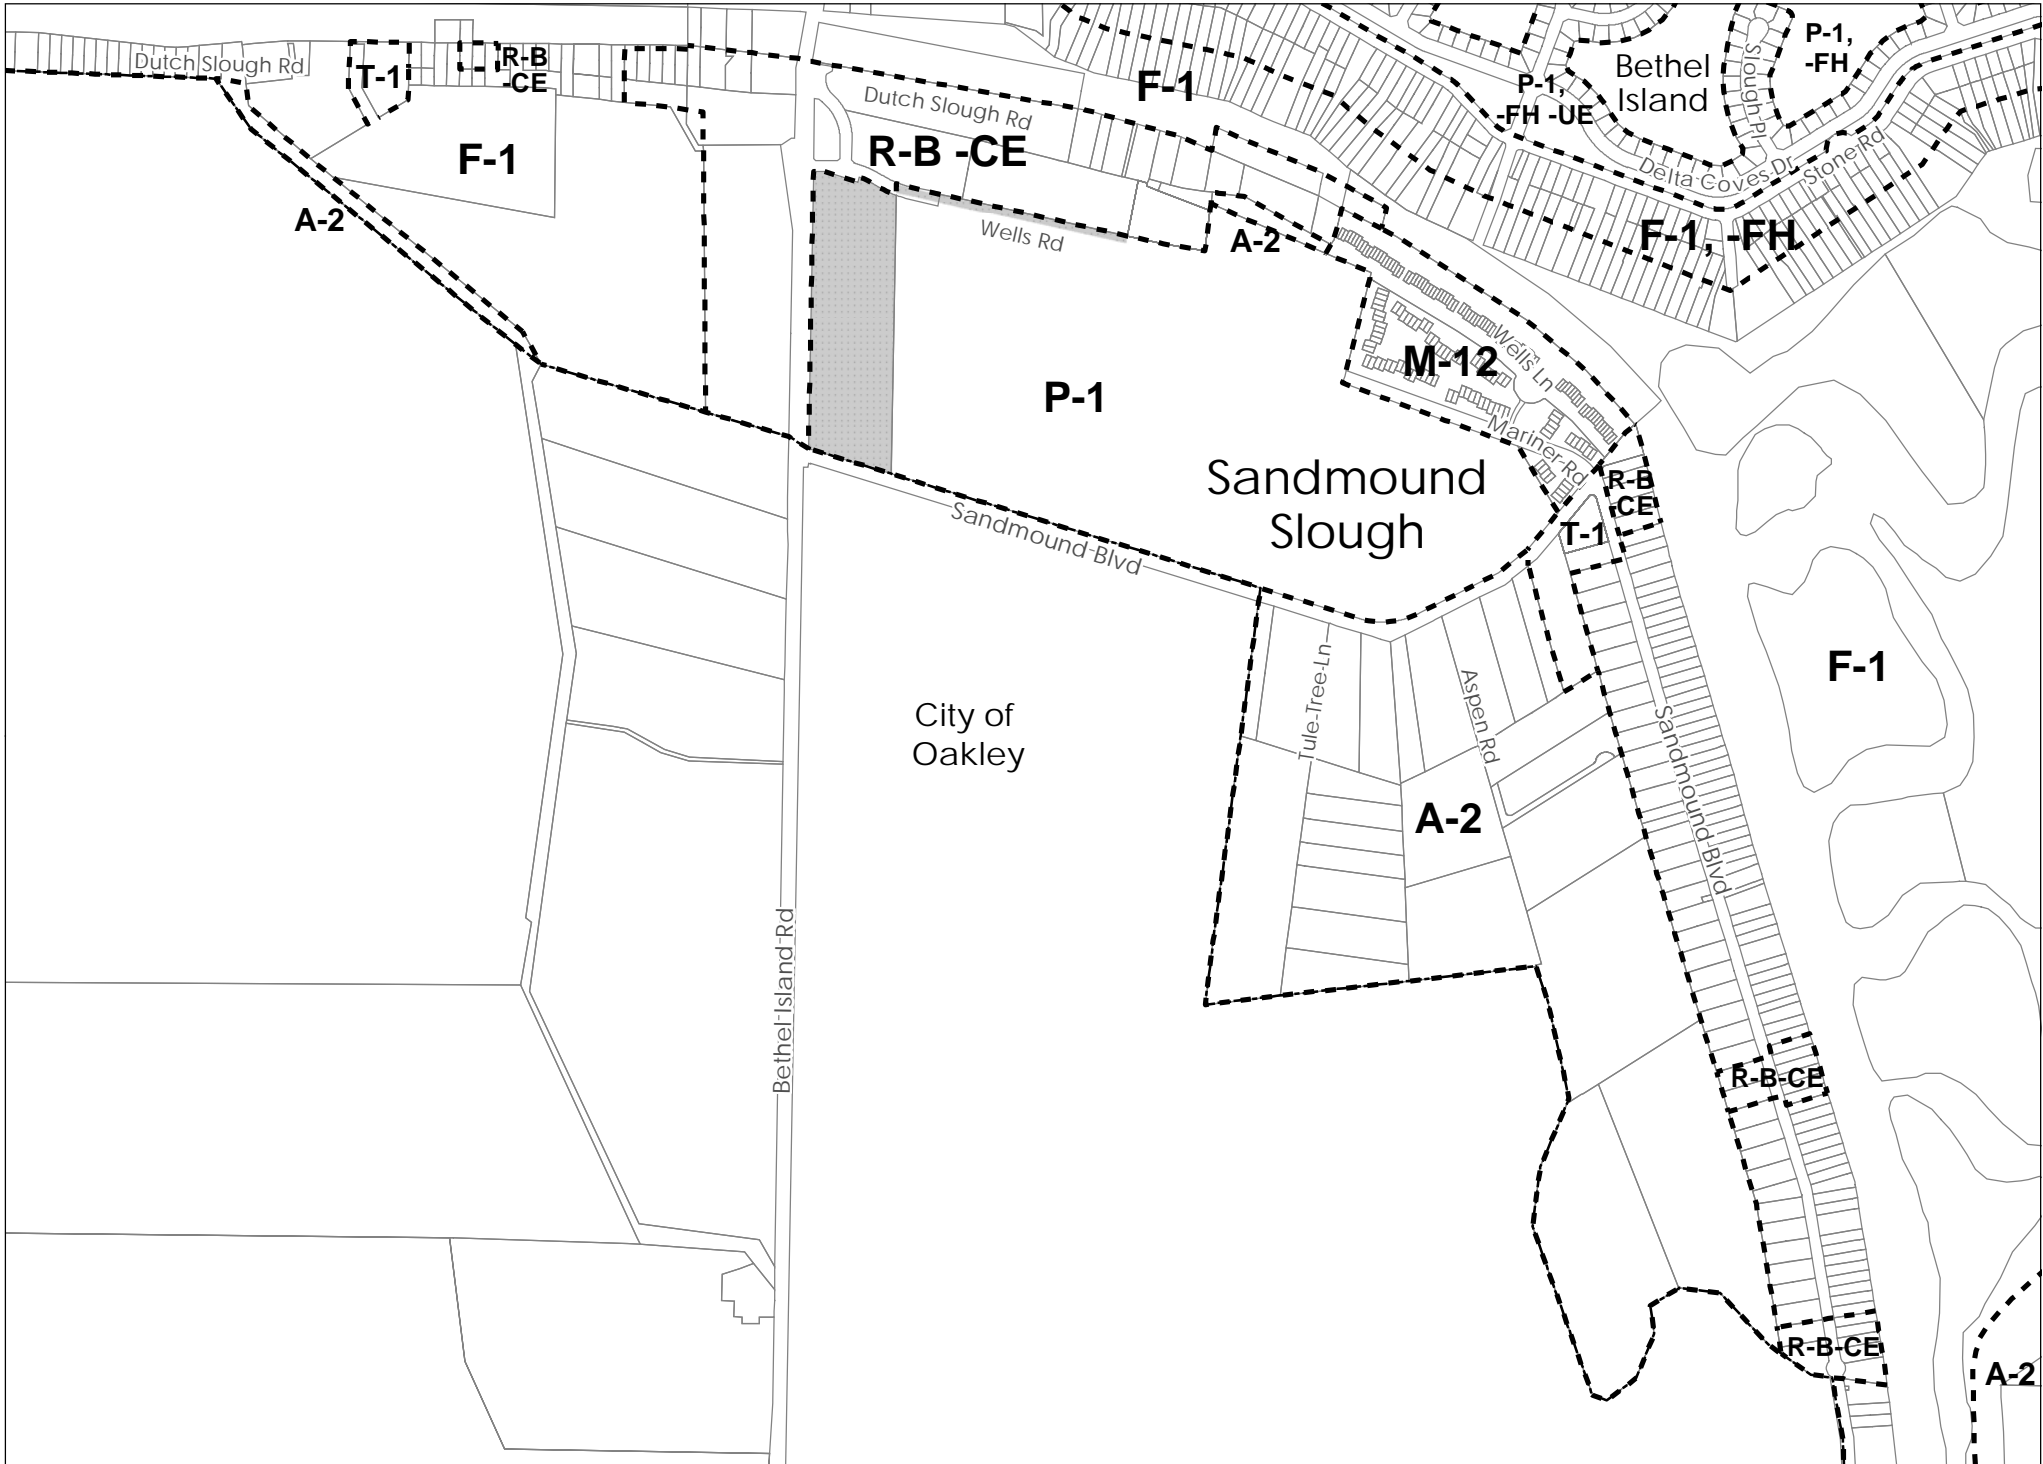 Dutch Slough Rd
T-1
R-B
-CE
F-1
A-2
Dutch Slough Rd
R-B -CE
F-1
P-1,
-FH -UE
Bethel
Island
Slough Pl
P-1,
-FH
Delta Coves Dr
Stone Rd
F-1, -FH
Wells Rd
A-2
P-1
Wells Ln
M-12
Mariner Rd
Sandmound
Slough
R-B
-CE
T-1
Sandmound Blvd
F-1
City of
Oakley
Tule Tree Ln
Aspen Rd
A-2
Sandmound Blvd
Bethel Island Rd
R-B-CE
R-B-CE
A-2